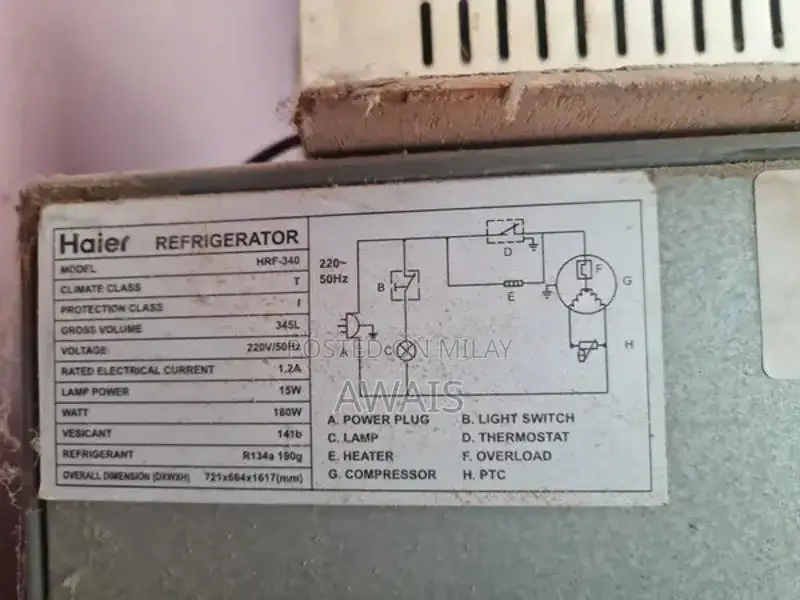 Haier REFRIGERATOR
MODEL HRF-340
CLIMATE CLASS T
PROTECTION CLASS I
GROSS VOLUME 345L
VOLTAGE 220V/50Hz
RATED ELECTRICAL CURRENT 1.2A
LAMP POWER 15W
WATT 180W
VESICANT 141b
REFRIGERANT R134a 190g
OVERALL DIMENSION (DXWXH) 721x664x1617(mm)
220~
50Hz
D
F
G
B
E
H
A
C
A. POWER PLUG B. LIGHT SWITCH
C. LAMP D. THERMOSTAT
E. HEATER F. OVERLOAD
G. COMPRESSOR H. PTC
POSTED ON MILAY
AWAIS